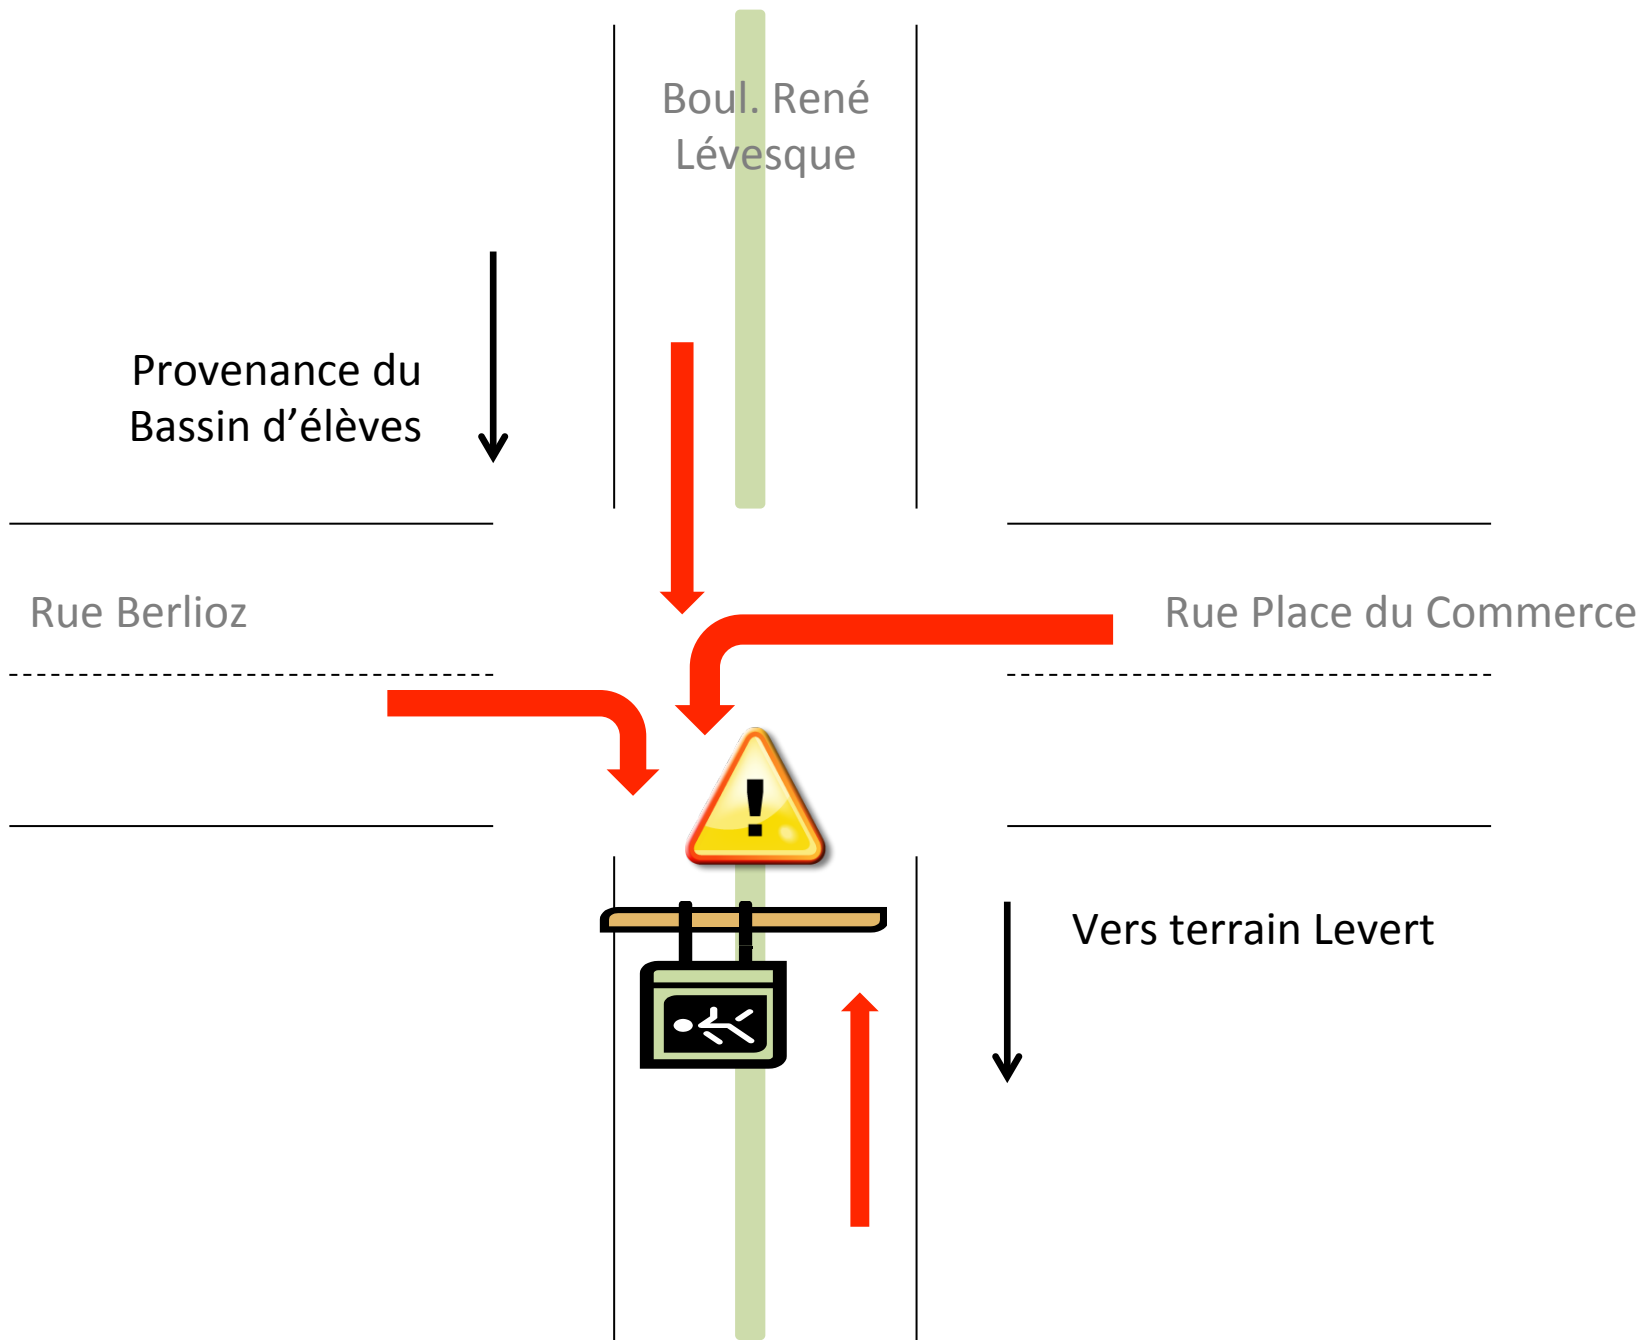 Boul. René
Lévesque
Provenance du
Bassin d’élèves
Rue Berlioz
Rue Place du Commerce
!
Vers terrain Levert